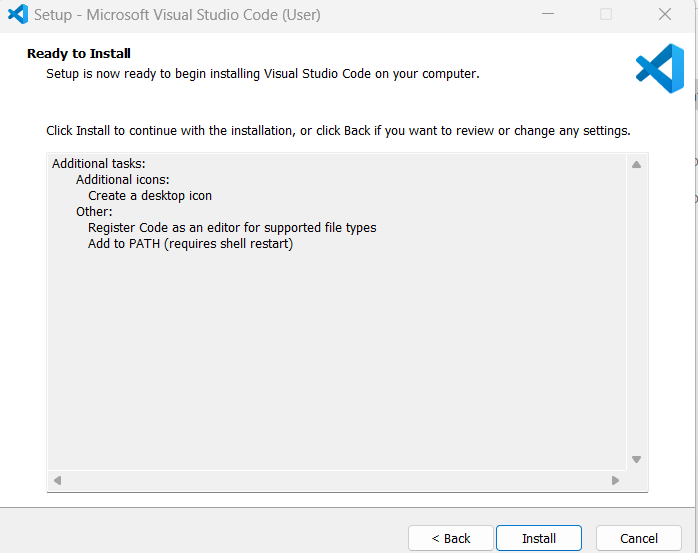 Setup - Microsoft Visual Studio Code (User)
Ready to Install
Setup is now ready to begin installing Visual Studio Code on your computer.
Click Install to continue with the installation, or click Back if you want to review or change any settings.
Additional tasks:
Additional icons:
Create a desktop icon
Other:
Register Code as an editor for supported file types
Add to PATH (requires shell restart)
< Back
Install
Cancel